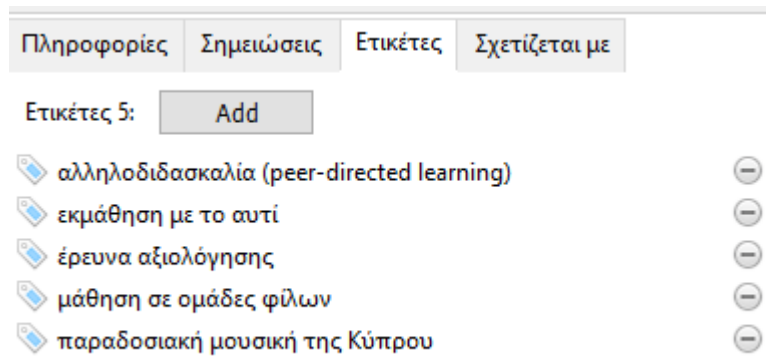 Πληροφορίες Σημειώσεις Ετικέτες Σχετίζεται με
Ετικέτες 5: Add
αλληλοδιδασκαλία (peer-directed learning)
εκμάθηση με το αυτί
έρευνα αξιολόγησης
μάθηση σε ομάδες φίλων
παραδοσιακή μουσική της Κύπρου